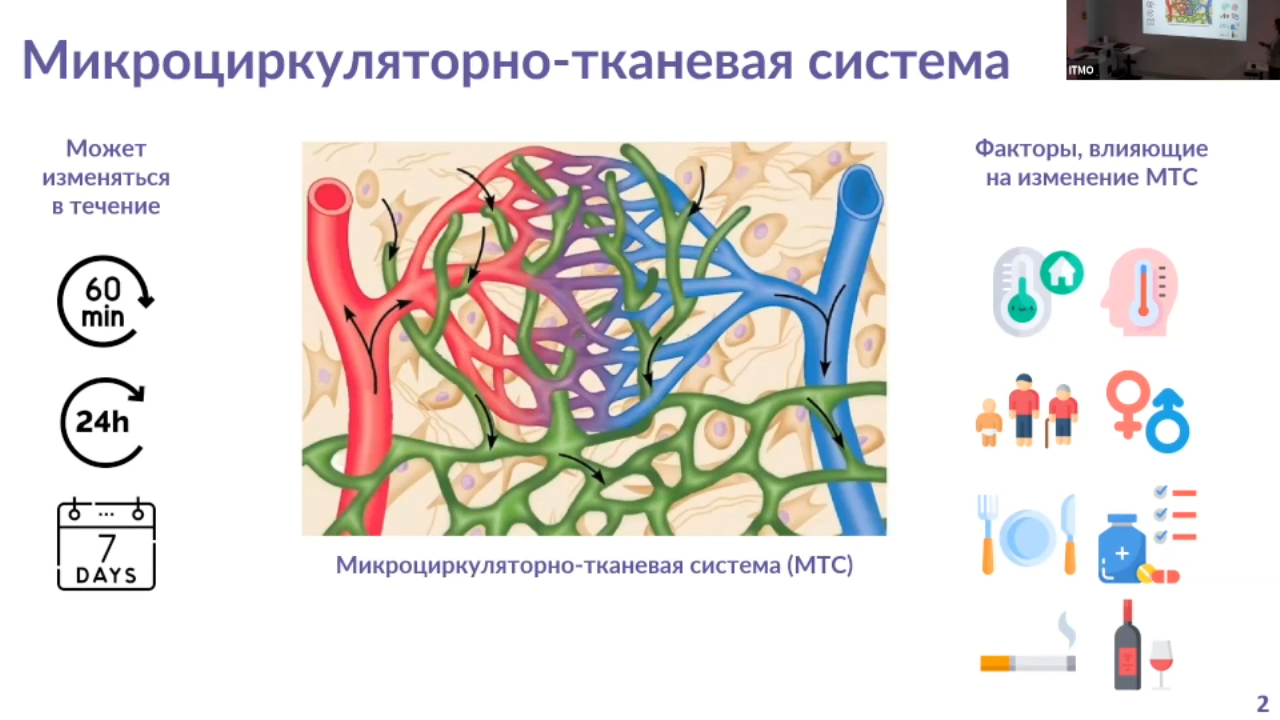 Микроциркуляторно-тканевая система
ITMO
Может
изменяться
в течение
60
min
24h
7
DAYS
Микроциркуляторно-тканевая система (МТС)
Факторы, влияющие
на изменение МТС
2